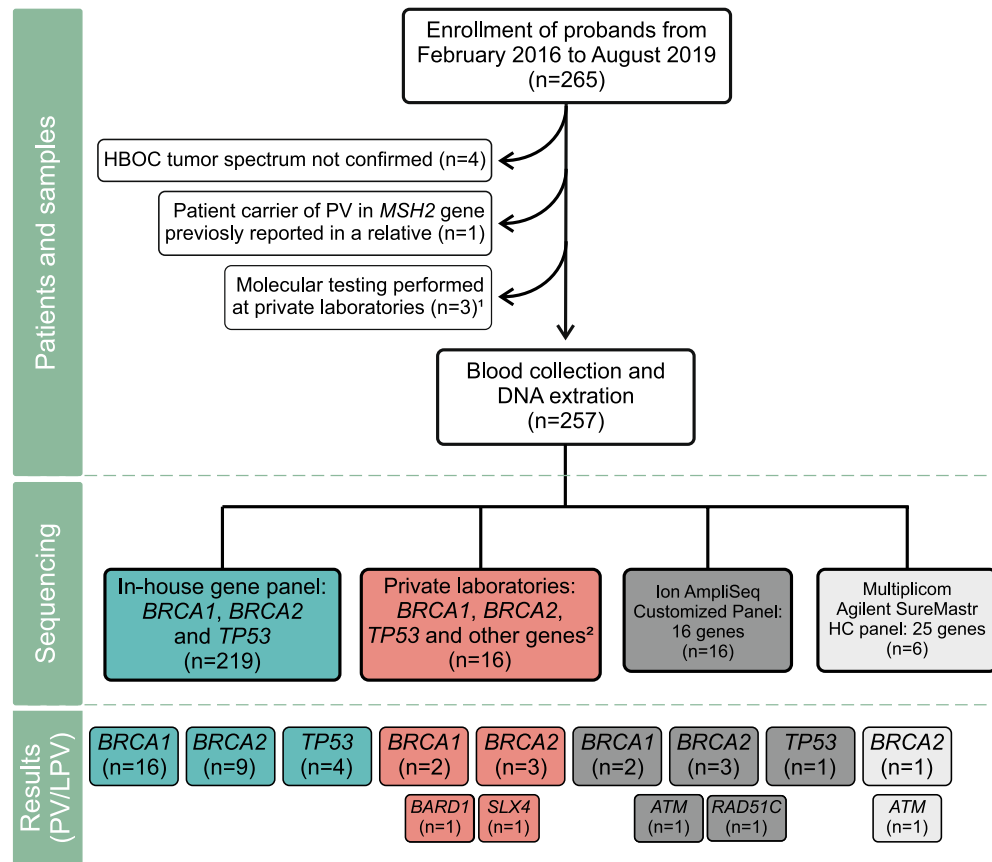 Patients and samples
Enrollment of probands from
February 2016 to August 2019
(n=265)
HBOC tumor spectrum not confirmed (n=4)
Patient carrier of PV in MSH2 gene
previosly reported in a relative (n=1)
Molecular testing performed
at private laboratories (n=3)¹
Blood collection and
DNA extration
(n=257)
Sequencing
In-house gene panel:
BRCA1, BRCA2
and TP53
(n=219)
Private laboratories:
BRCA1, BRCA2,
TP53 and other genes²
(n=16)
Ion AmpliSeq
Customized Panel:
16 genes
(n=16)
Multiplicom
Agilent SureMastr
HC panel: 25 genes
(n=6)
Results
(PV/LPV)
BRCA1
(n=16)
BRCA2
(n=9)
TP53
(n=4)
BRCA1
(n=2)
BRCA2
(n=3)
BRCA1
(n=2)
BRCA2
(n=3)
TP53
(n=1)
BRCA2
(n=1)
BARD1
(n=1)
SLX4
(n=1)
ATM
(n=1)
RAD51C
(n=1)
ATM
(n=1)